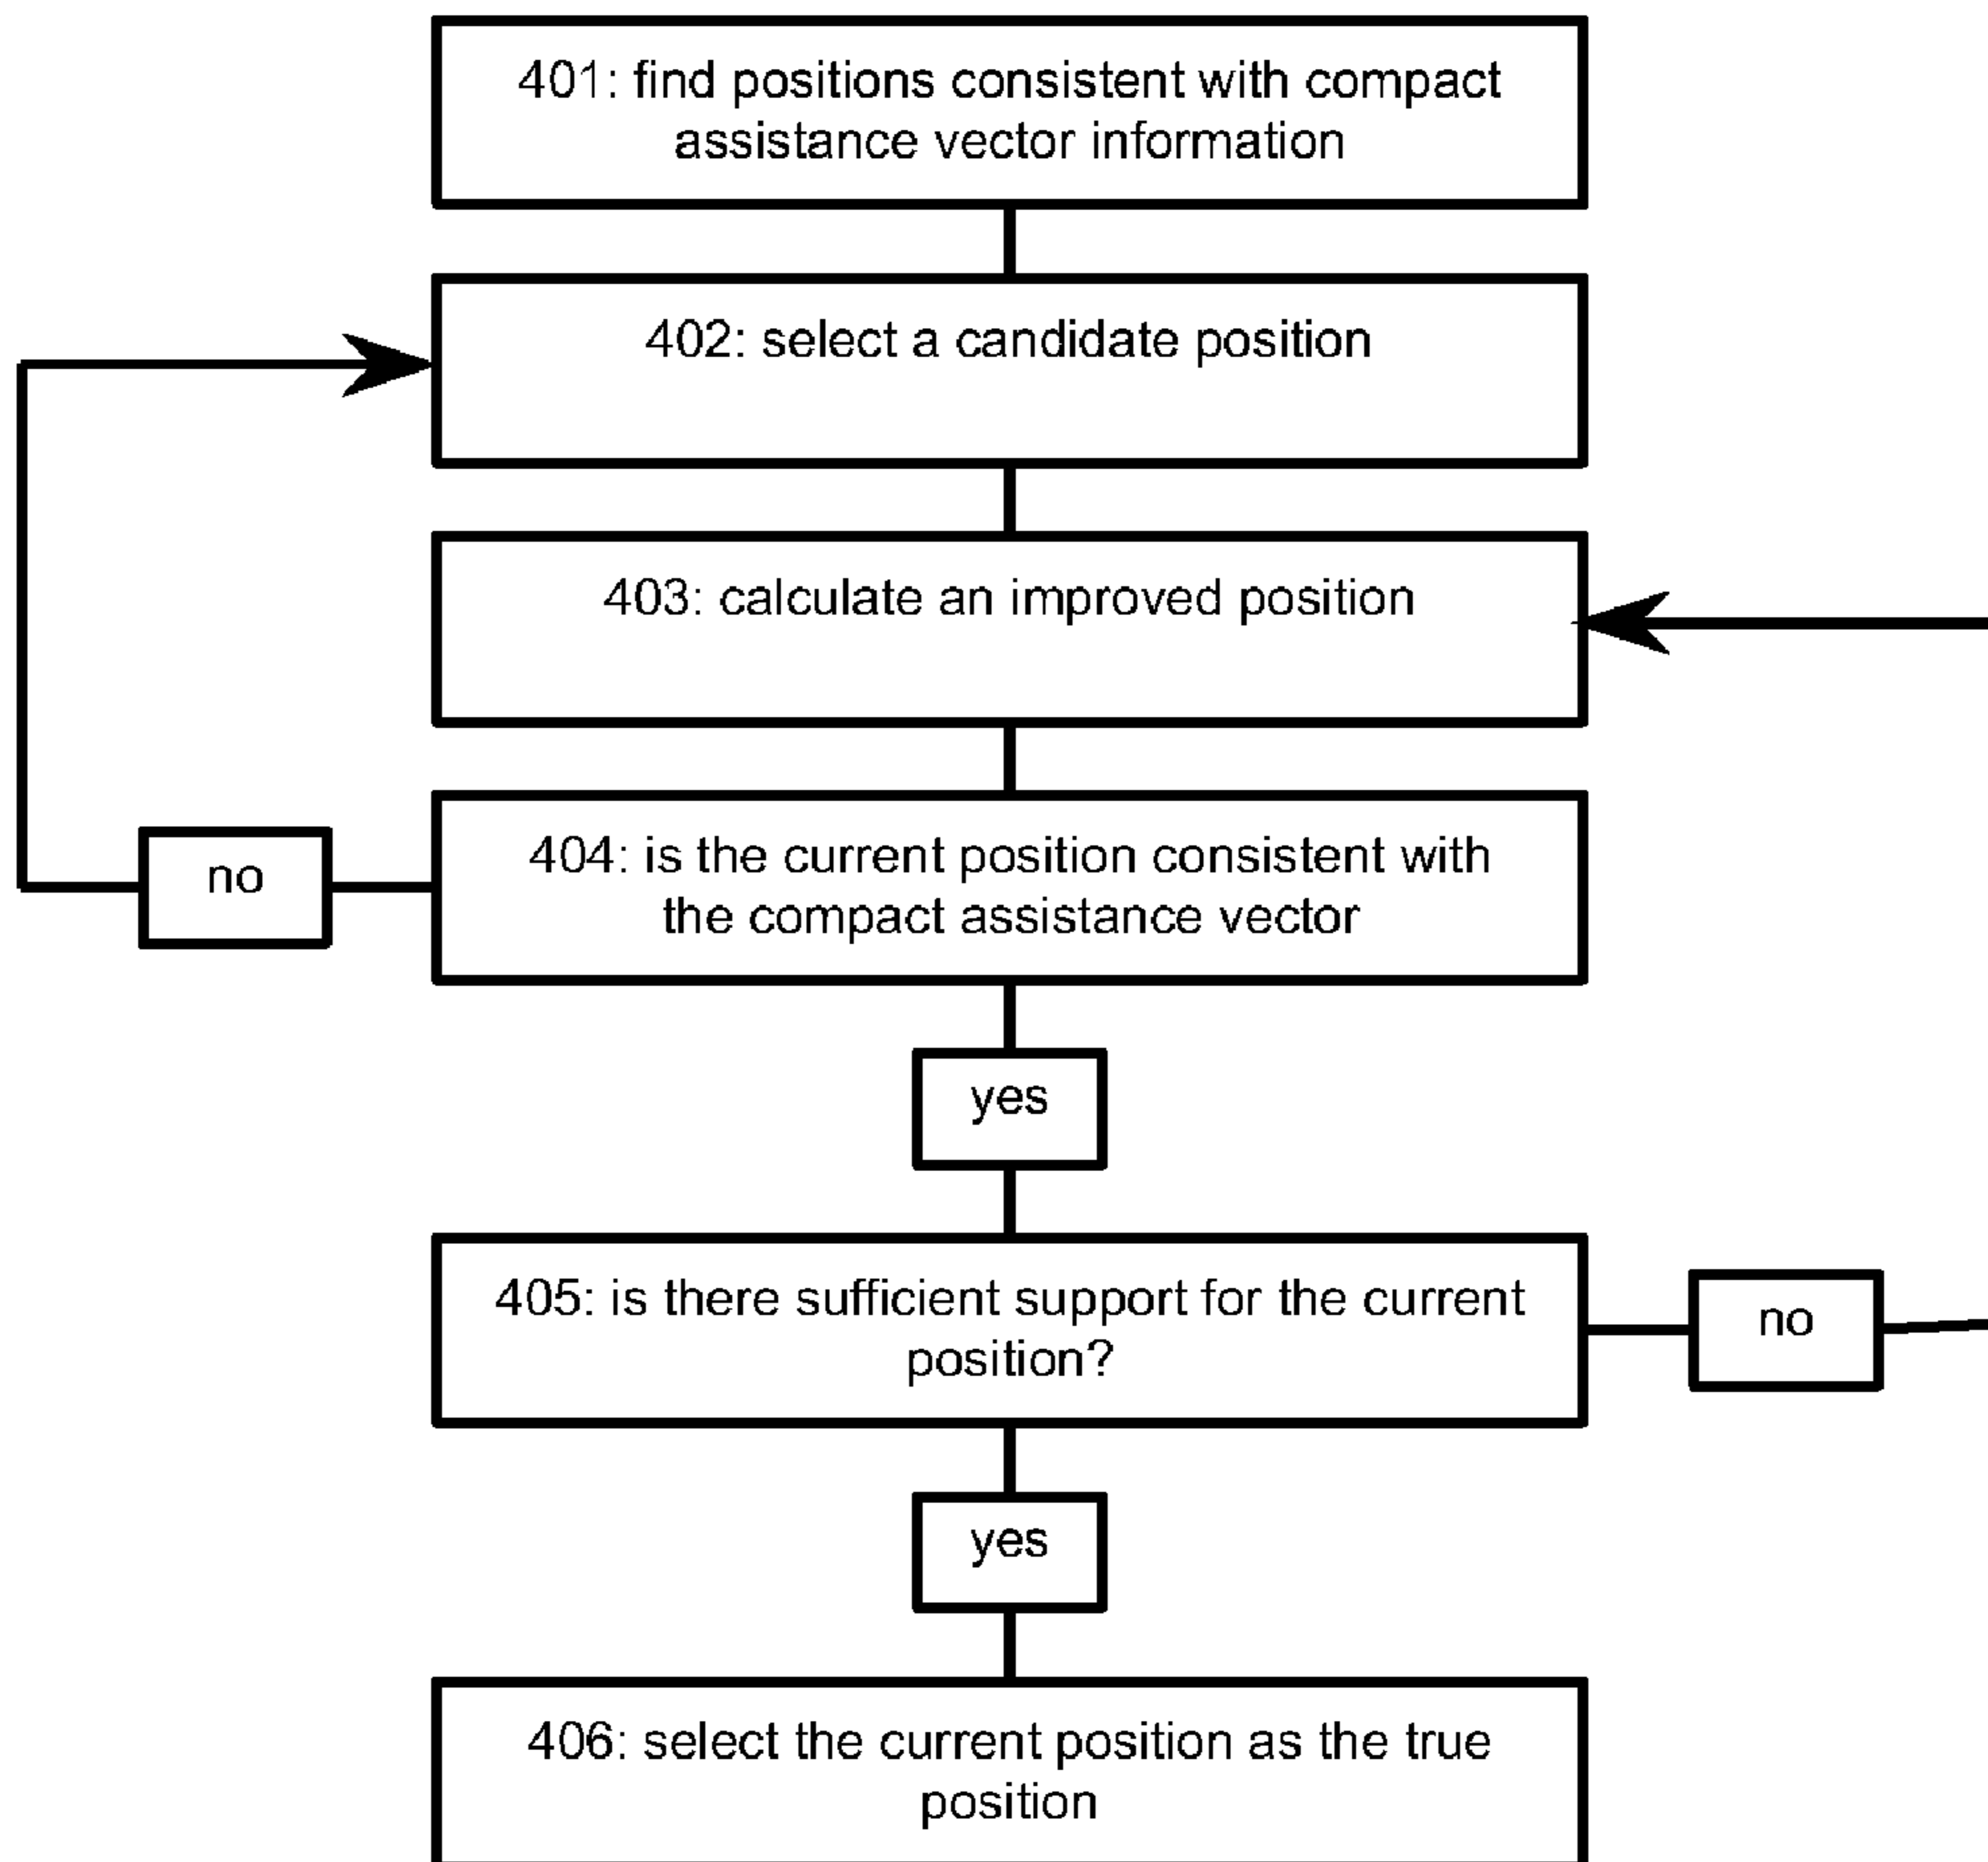 401: find positions consistent with compact
assistance vector information
402: select a candidate position
403: calculate an improved position
404: is the current position consistent with
the compact assistance vector
no
yes
405: is there sufficient support for the current
position?
no
yes
406: select the current position as the true
position